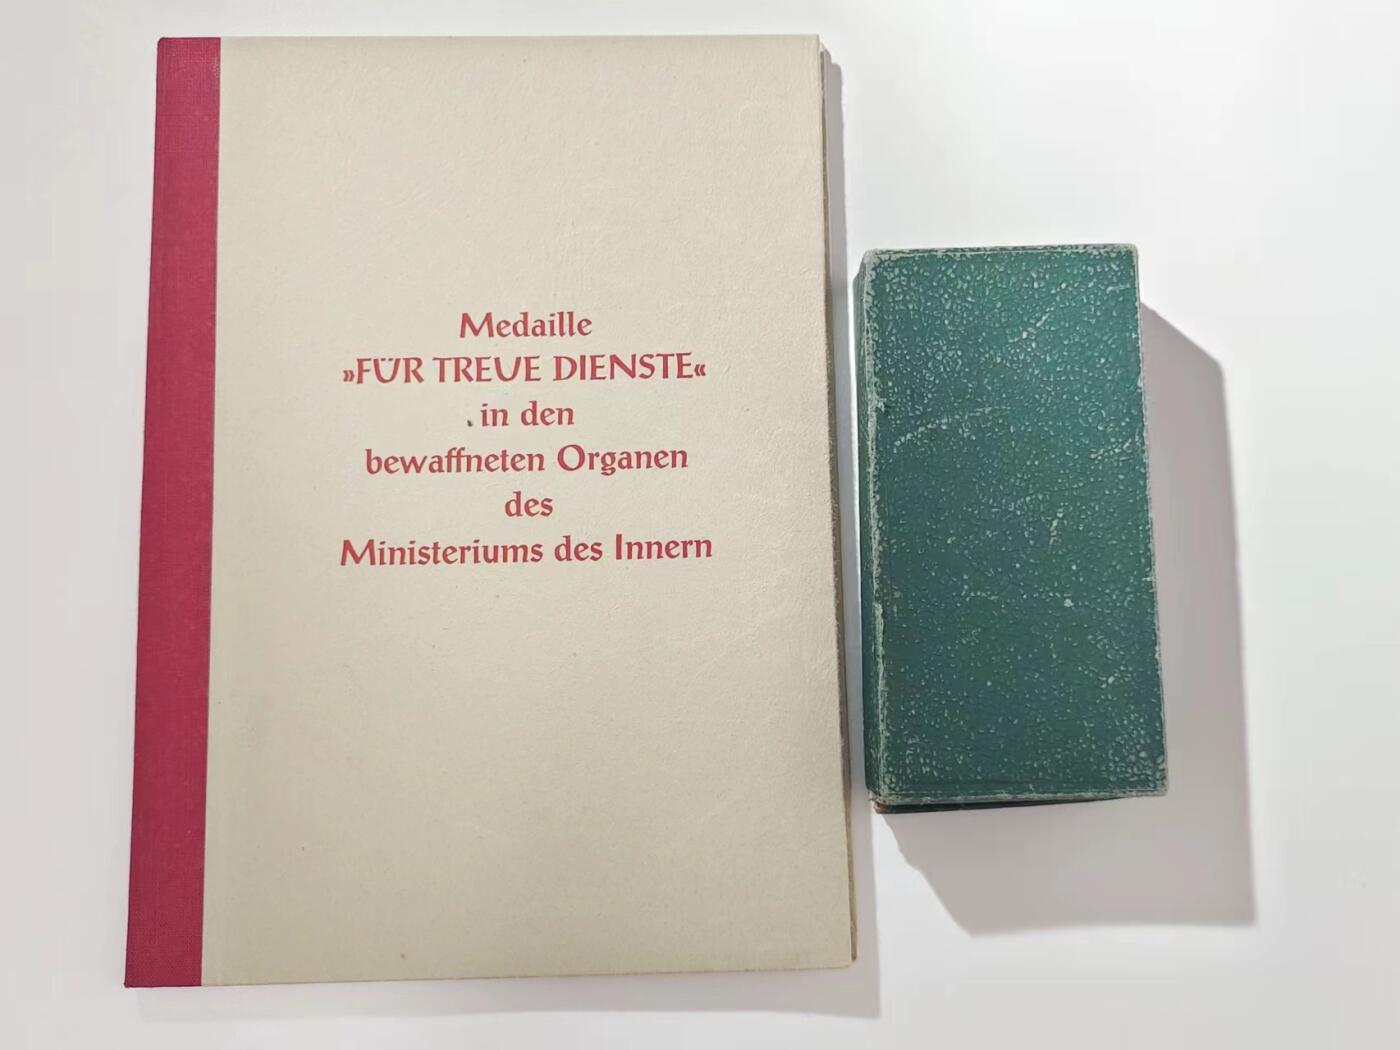 Medaille
»FÜR TREUE DIENSTE«
in den
bewaffneten Organen
des
Ministeriums des Innern